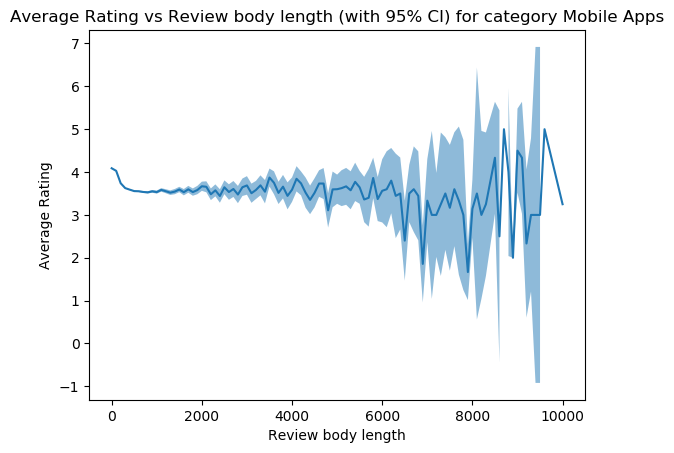 Average Rating vs Review body length (with 95% CI) for category Mobile Apps
7
6
5
4
3
2
1
0
−1
Average Rating
0 2000 4000 6000 8000 10000
Review body length